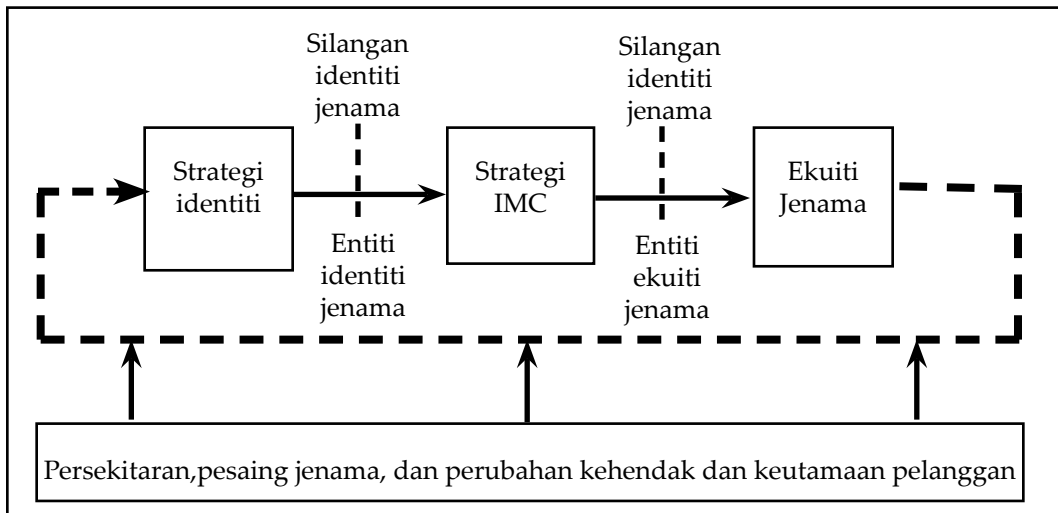 Silangan
identiti
jenama
Silangan
identiti
jenama
Strategi
identiti
Strategi
IMC
Ekuiti
Jenama
Entiti
identiti
jenama
Entiti
ekuiti
jenama
Persekitaran,pesaing jenama, dan perubahan kehendak dan keutamaan pelanggan